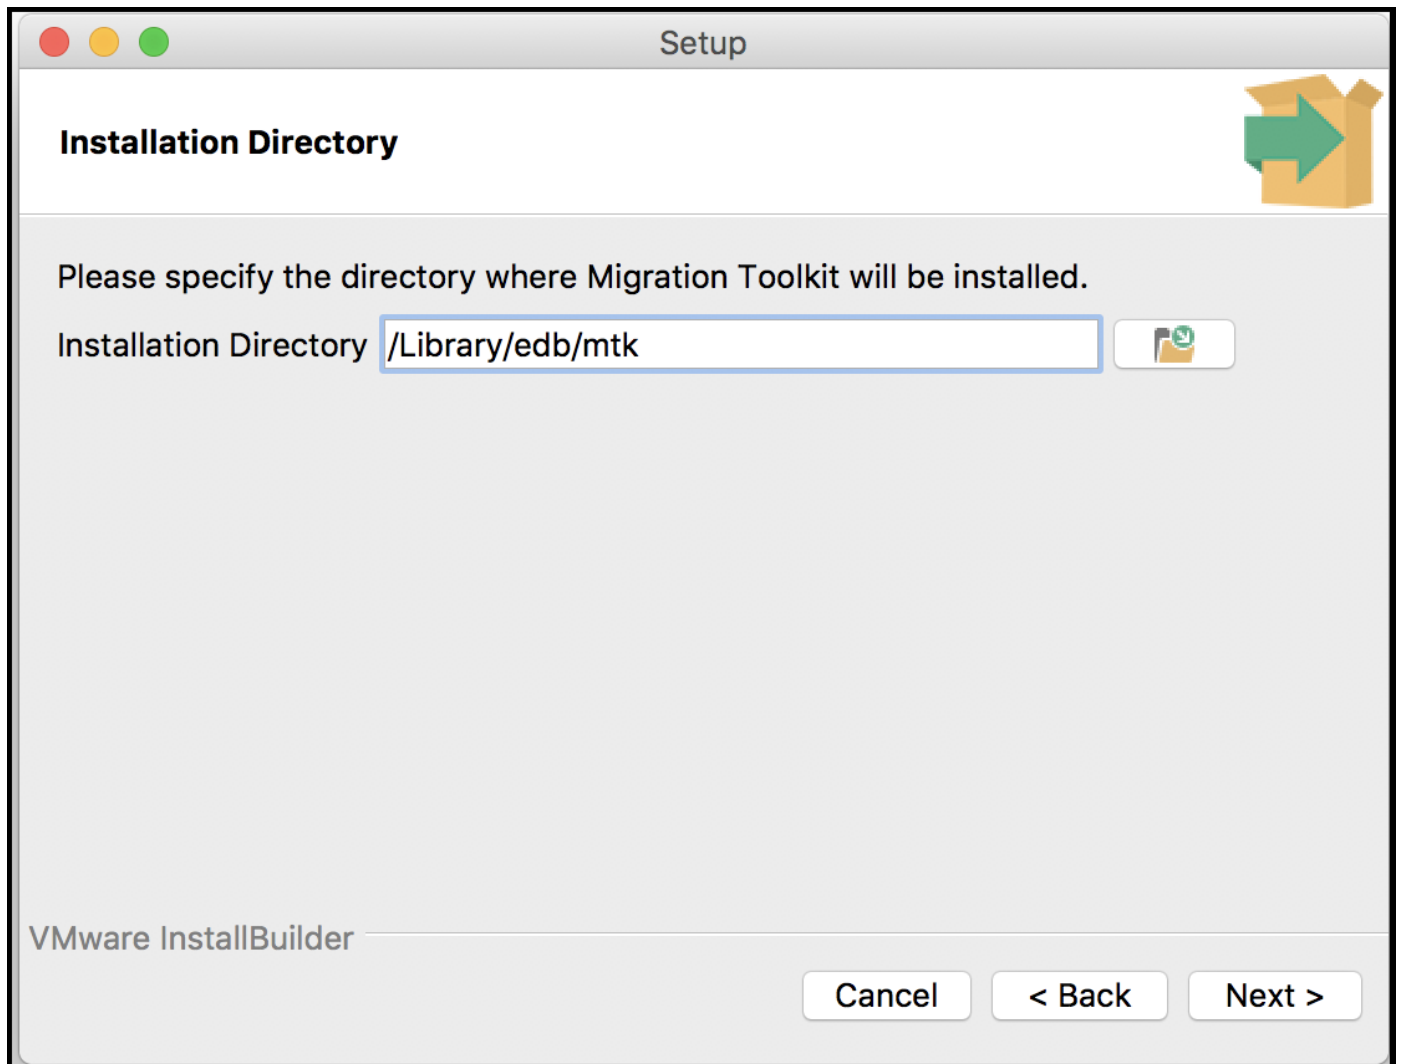 Setup
Installation Directory
Please specify the directory where Migration Toolkit will be installed.
Installation Directory /Library/edb/mtk
VMware InstallBuilder
Cancel < Back Next >